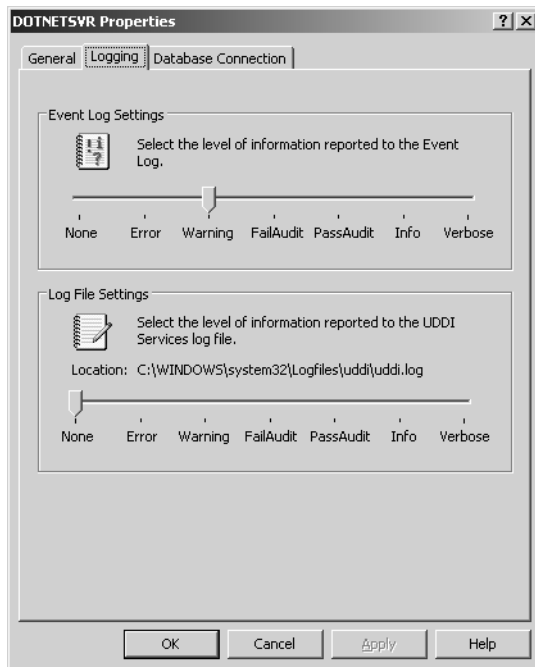 DOTNETSVR Properties
General Logging Database Connection
Event Log Settings
Select the level of information reported to the Event
Log.
None Error Warning FailAudit PassAudit Info Verbose
Log File Settings
Select the level of information reported to the UDDI
Services log file.
Location: C:\WINDOWS\system32\Logfiles\uddi\uddi.log
None Error Warning FailAudit PassAudit Info Verbose
OK Cancel Apply Help